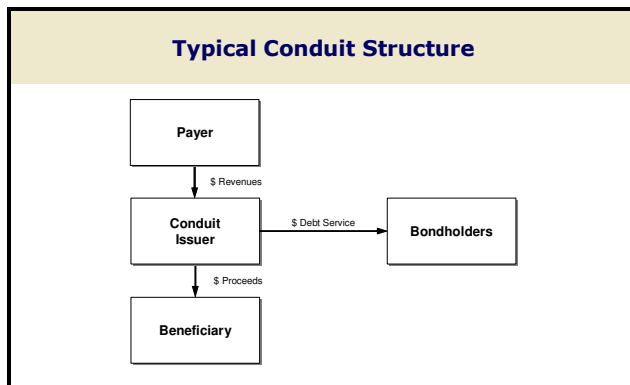 Typical Conduit Structure
Payer
$ Revenues
Conduit
Issuer
$ Debt Service
Bondholders
$ Proceeds
Beneficiary